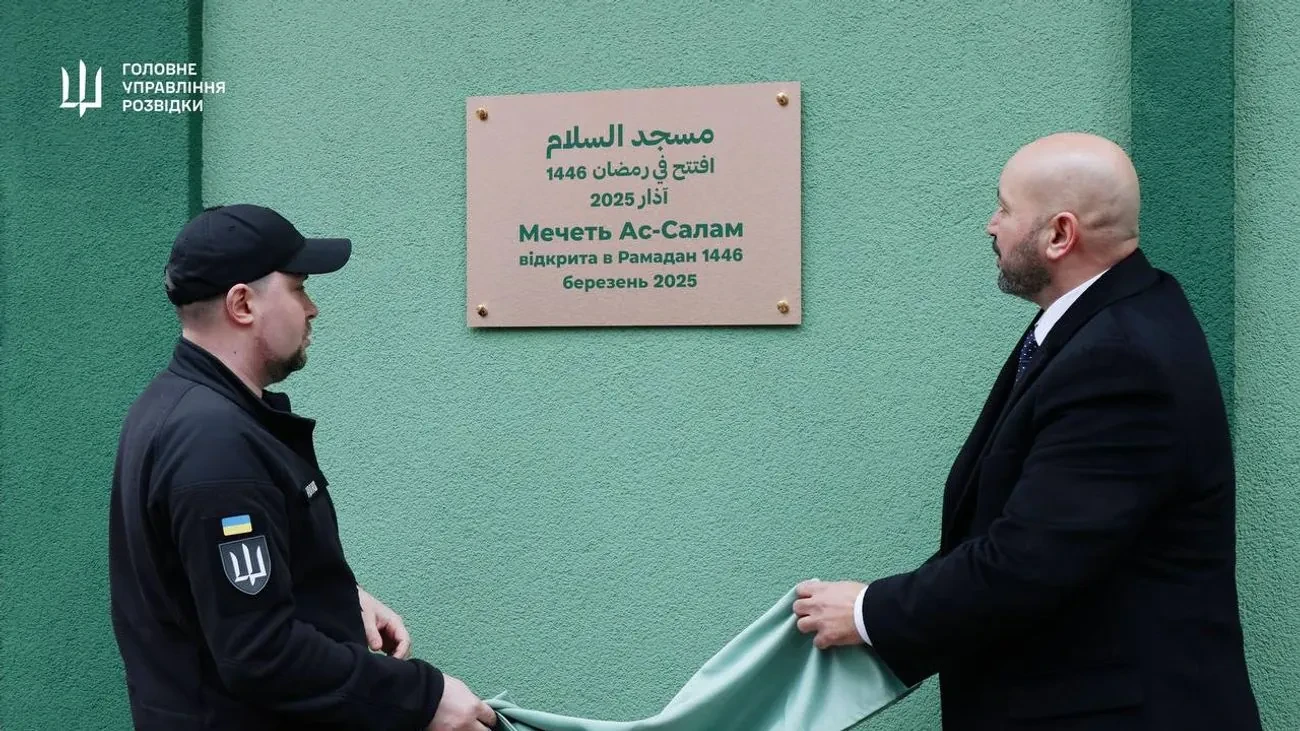 ГОЛОВНЕ
УПРАВЛІННЯ
РОЗВІДКИ
مسجد السلام
افتتح في رمضان 1446
آذار 2025
Мечеть Ас-Салам
відкрита в Рамадан 1446
березень 2025